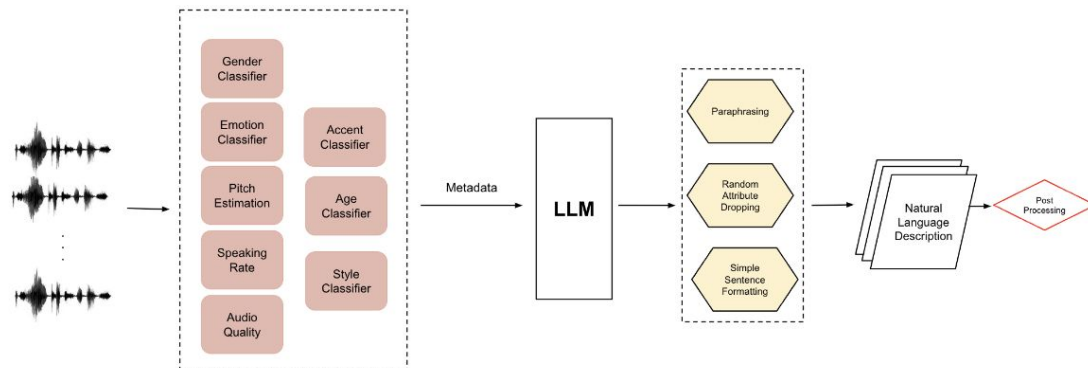 Gender
Classifier
Emotion
Classifier
Pitch
Estimation
Speaking
Rate
Audio
Quality
Accent
Classifier
Age
Classifier
Style
Classifier
Metadata
LLM
Paraphrasing
Random
Attribute
Dropping
Simple
Sentence
Formatting
Natural
Language
Description
Post
Processing